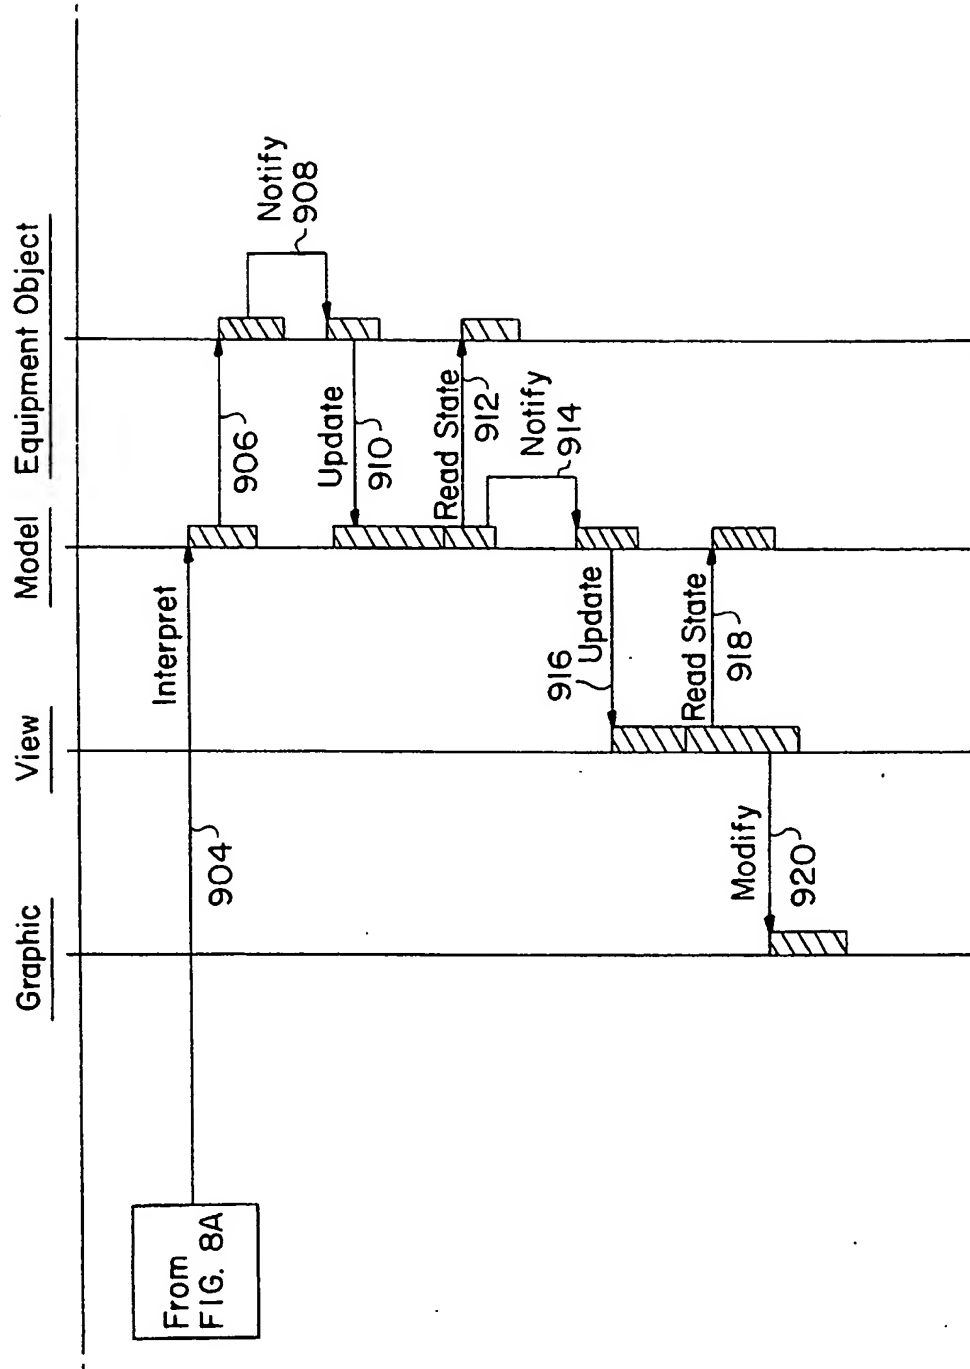 Graphic
View
Model
Equipment Object
From
FIG. 8A
904
Interpret
906
Notify
908
Update
910
Read State
912
Notify
914
916
Update
Read State
918
Modify
920